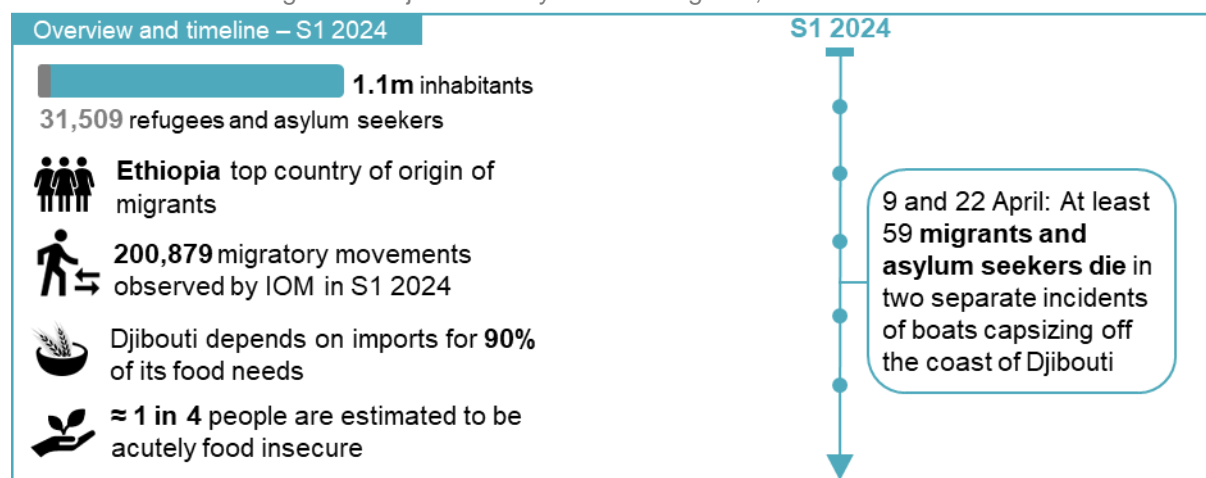 Overview and timeline – S1 2024
1.1m inhabitants
31,509 refugees and asylum seekers
Ethiopia top country of origin of
migrants
200,879 migratory movements
observed by IOM in S1 2024
Djibouti depends on imports for 90%
of its food needs
≈ 1 in 4 people are estimated to be
acutely food insecure
S1 2024
9 and 22 April: At least
59 migrants and
asylum seekers die in
two separate incidents
of boats capsizing off
the coast of Djibouti